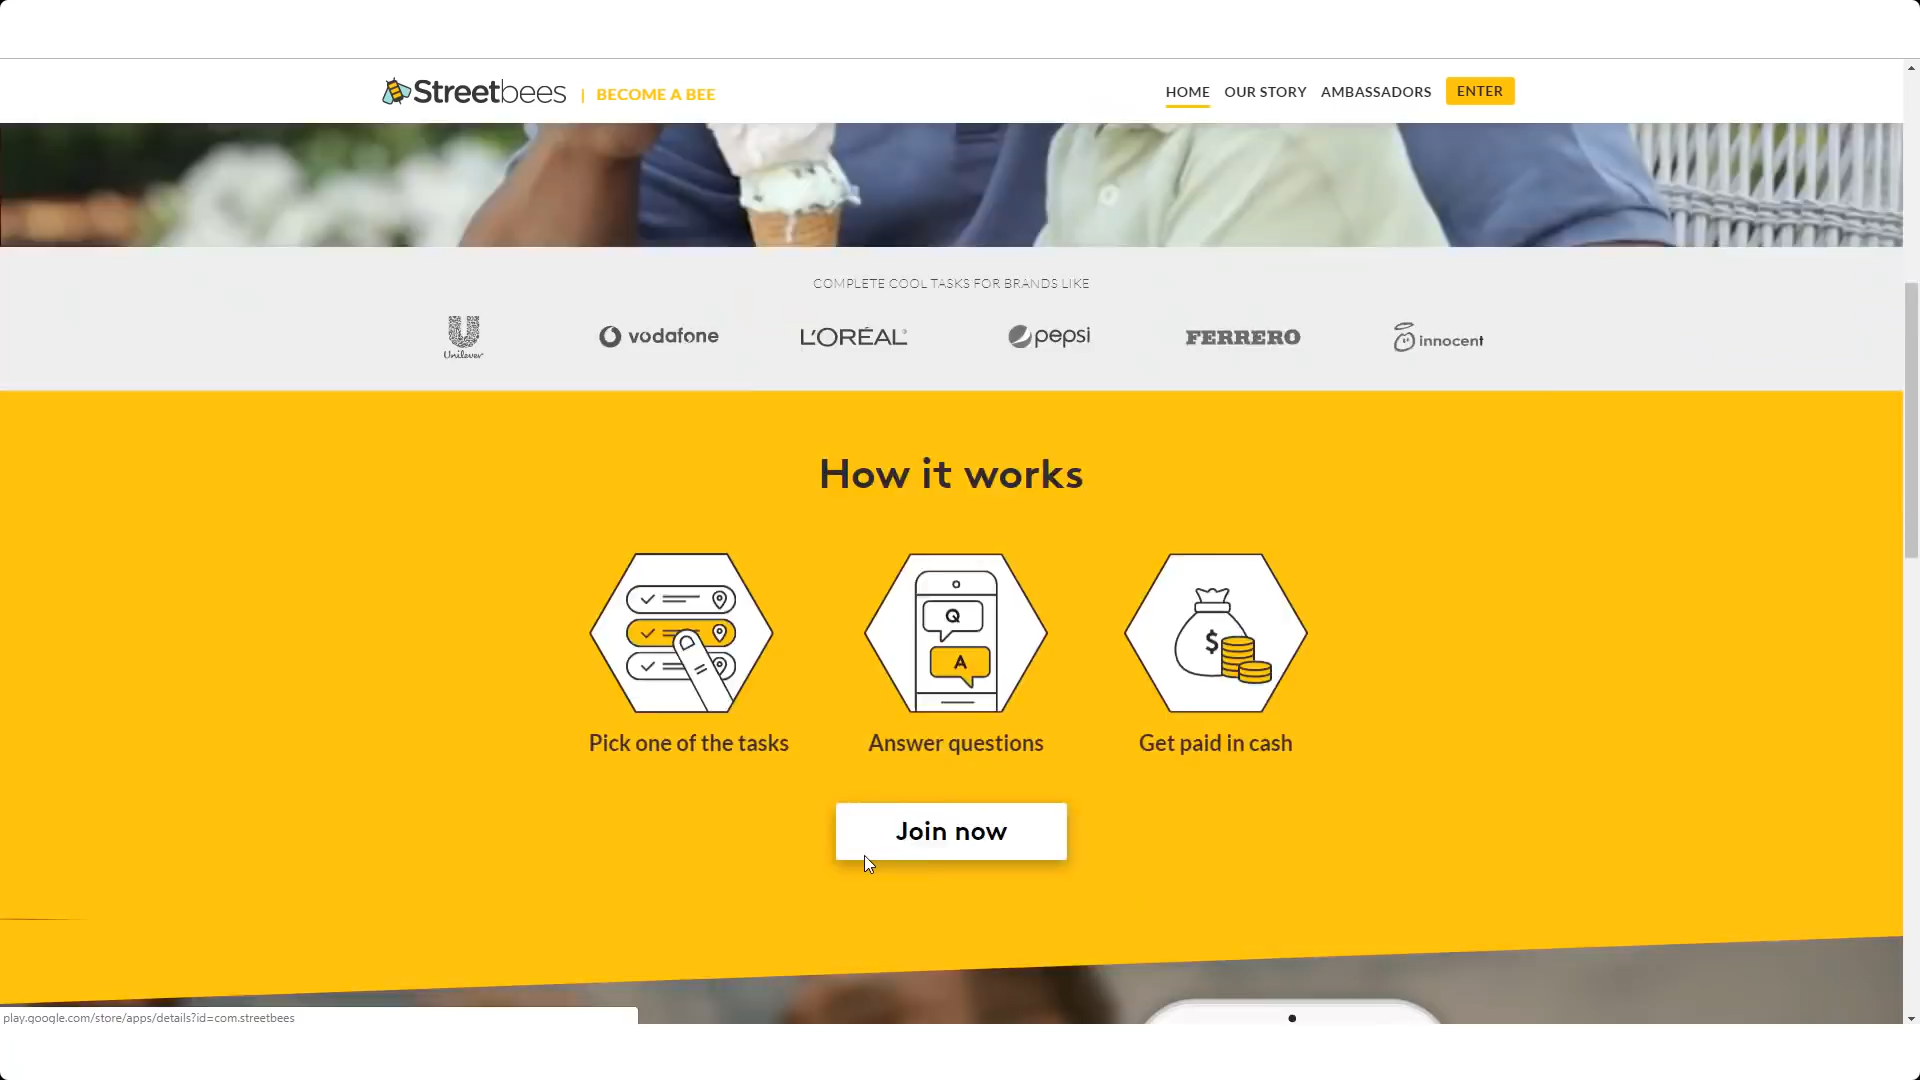 Streetbees | BECOME A BEE
HOME OUR STORY AMBASSADORS ENTER
COMPLETE COOL TASKS FOR BRANDS LIKE
Unilever vodafone L'ORÉAL pepsi FERRERO innocent
How it works
Q
A
$
Pick one of the tasks Answer questions Get paid in cash
Join now
play.google.com/store/apps/details?id=com.streetbees